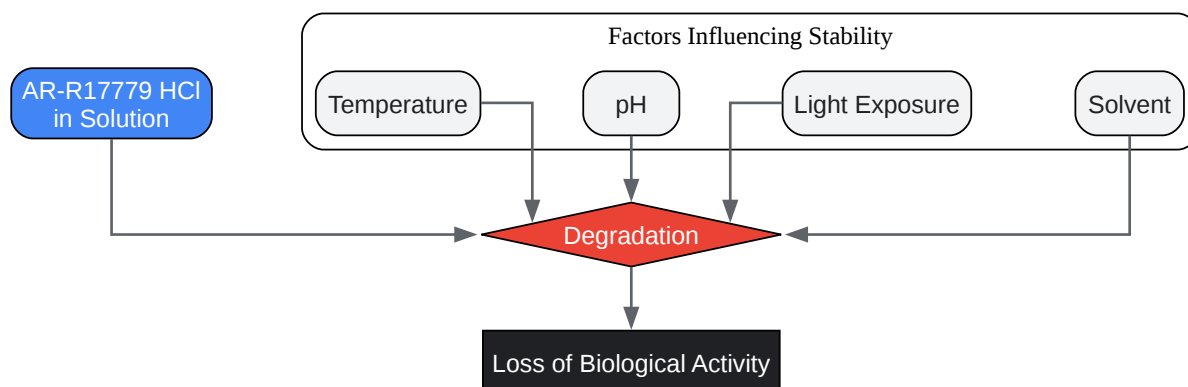 Factors Influencing Stability
AR-R17779 HCl
in Solution
Temperature
pH
Light Exposure
Solvent
Degradation
Loss of Biological Activity